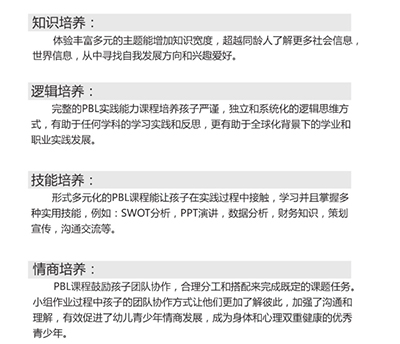 知识培养：
体验丰富多元的主题能增加知识宽度，超越同龄人了解更多社会信息，
世界信息，从中寻找自我发展方向和兴趣爱好。
逻辑培养：
完整的PBL实践能力课程培养孩子严谨，独立和系统化的逻辑思维方
式，有助于任何学科的学习实践和反思，更有助于全球化背景下的学业和
职业实践发展。
技能培养：
形式多元化的PBL课程能让孩子在实践过程中接触，学习并且掌握多
种实用技能，例如：SWOT分析，PPT演讲，数据分析，财务知识，策划
宣传，沟通交流等。
情商培养：
PBL课程鼓励孩子团队协作，合理分工和搭配来完成既定的课题任务。
小组作业过程中孩子的团队协作方式让他们更加了解彼此，加强了沟通和
理解，有效促进了幼儿青少年情商发展，成为身体和心理双重健康的优秀
青少年。